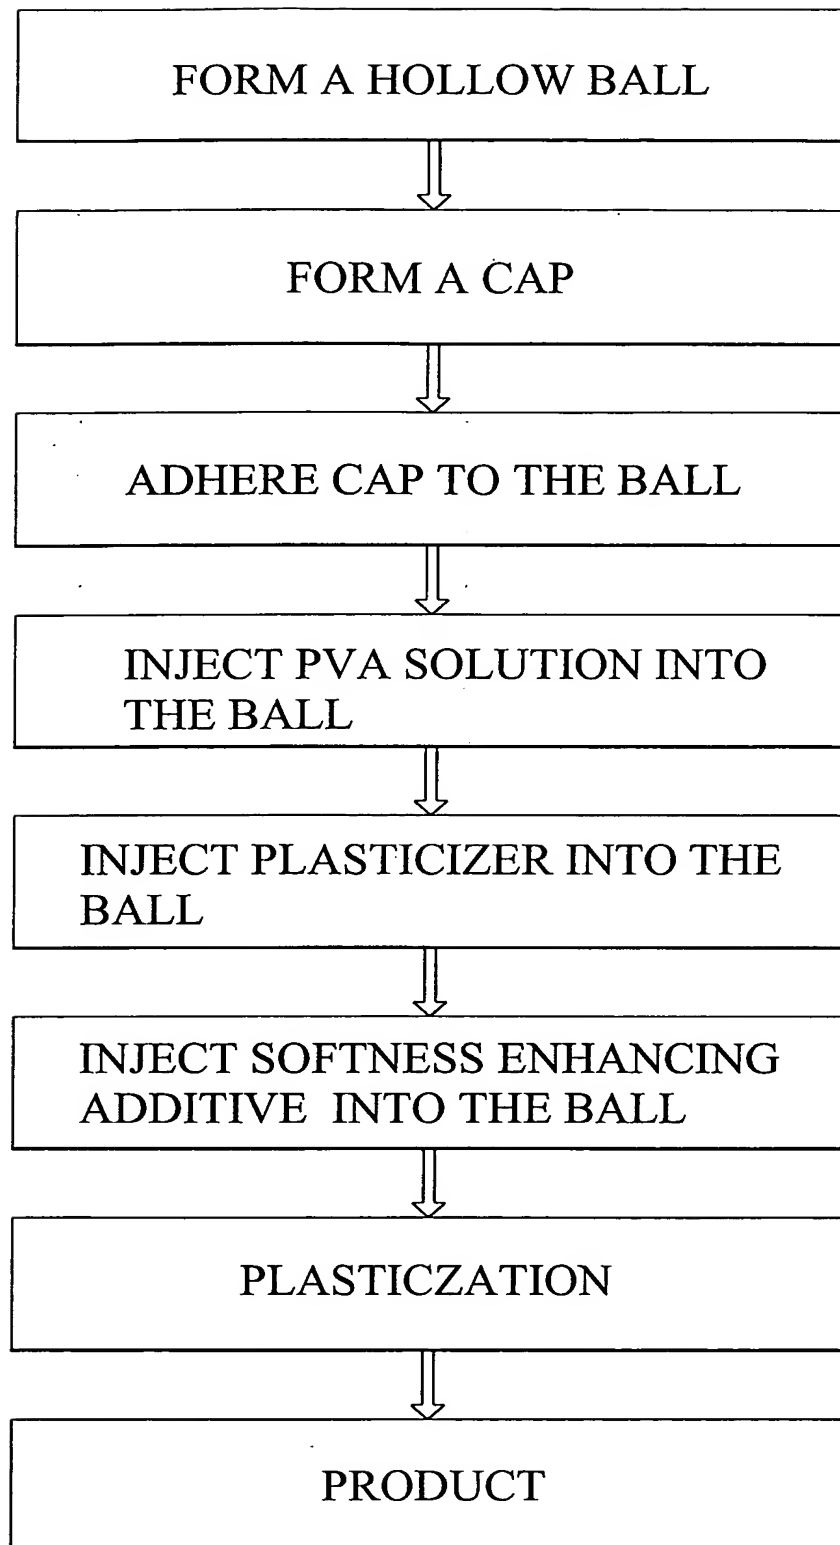 FORM A HOLLOW BALL
FORM A CAP
ADHERE CAP TO THE BALL
INJECT PVA SOLUTION INTO
THE BALL
INJECT PLASTICIZER INTO THE
BALL
INJECT SOFTNESS ENHANCING
ADDITIVE INTO THE BALL
PLASTICZATION
PRODUCT